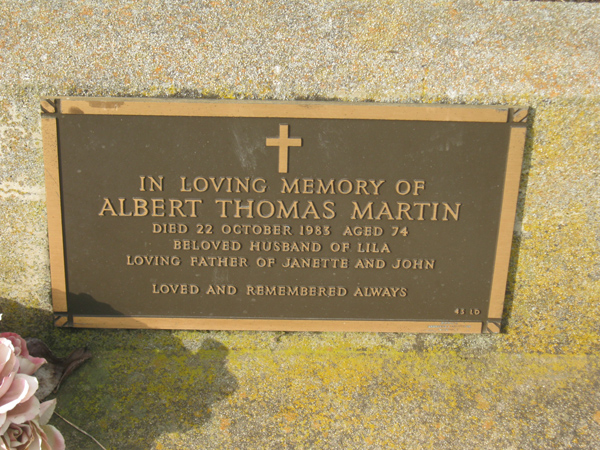 IN LOVING MEMORY OF
ALBERT THOMAS MARTIN
DIED 22 OCTOBER 1983 AGED 74
BELOVED HUSBAND OF LILA
LOVING FATHER OF JANETTE AND JOHN
LOVED AND REMEMBERED ALWAYS
43 1D